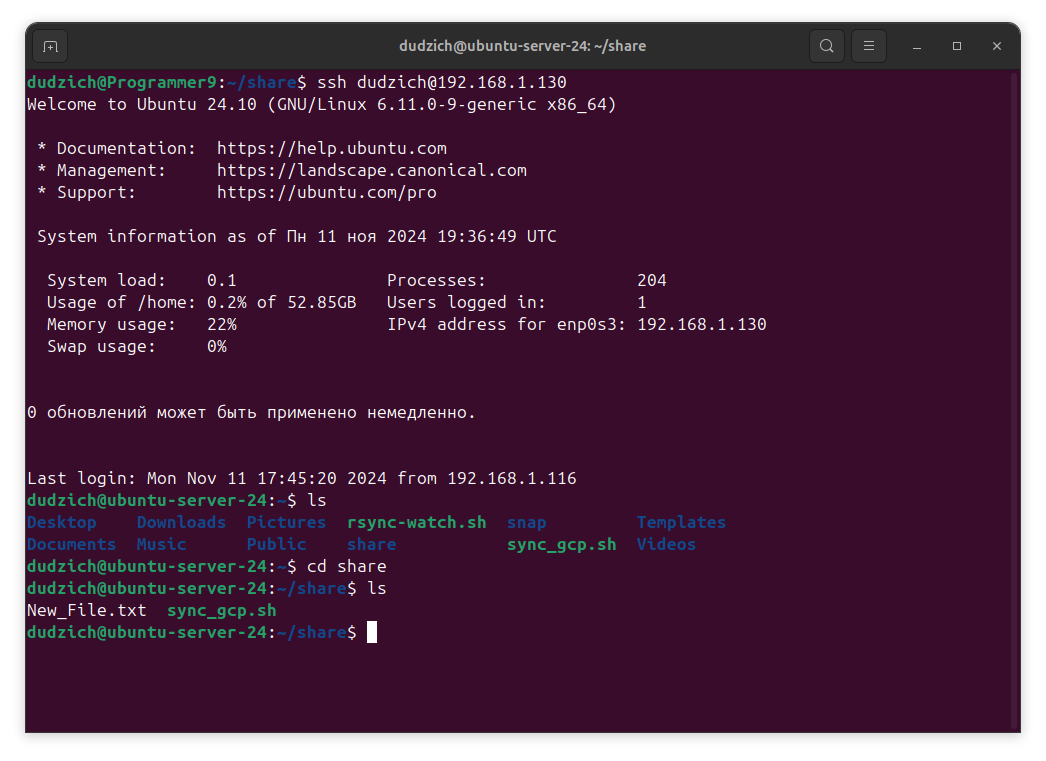 dudzich@ubuntu-server-24: ~/share
dudzich@Programmer9:~/share$ ssh dudzich@192.168.1.130
Welcome to Ubuntu 24.10 (GNU/Linux 6.11.0-9-generic x86_64)
* Documentation:  https://help.ubuntu.com
* Management:     https://landscape.canonical.com
* Support:        https://ubuntu.com/pro
System information as of Пн 11 ноя 2024 19:36:49 UTC
System load:    0.1               Processes:               204
Usage of /home: 0.2% of 52.85GB   Users logged in:         1
Memory usage:   22%               IPv4 address for enp0s3: 192.168.1.130
Swap usage:     0%
0 обновлений может быть применено немедленно.
Last login: Mon Nov 11 17:45:20 2024 from 192.168.1.116
dudzich@ubuntu-server-24:~$ ls
Desktop    Downloads  Pictures  rsync-watch.sh  snap         Templates
Documents  Music      Public    share           sync_gcp.sh  Videos
dudzich@ubuntu-server-24:~$ cd share
dudzich@ubuntu-server-24:~/share$ ls
New_File.txt  sync_gcp.sh
dudzich@ubuntu-server-24:~/share$